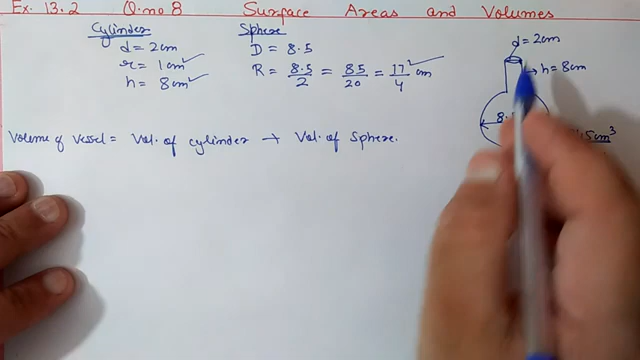 Ex. 13.2 Q.no 8 Surface Areas and Volumes
Cylinder Sphere
d = 2cm D = 8.5
r = 1cm R = 8.5/2 = 85/20 = 17/4 cm
h = 8cm
d = 2cm
h = 8cm
Volume of vessel = Vol. of cylinder + Vol. of Sphere.